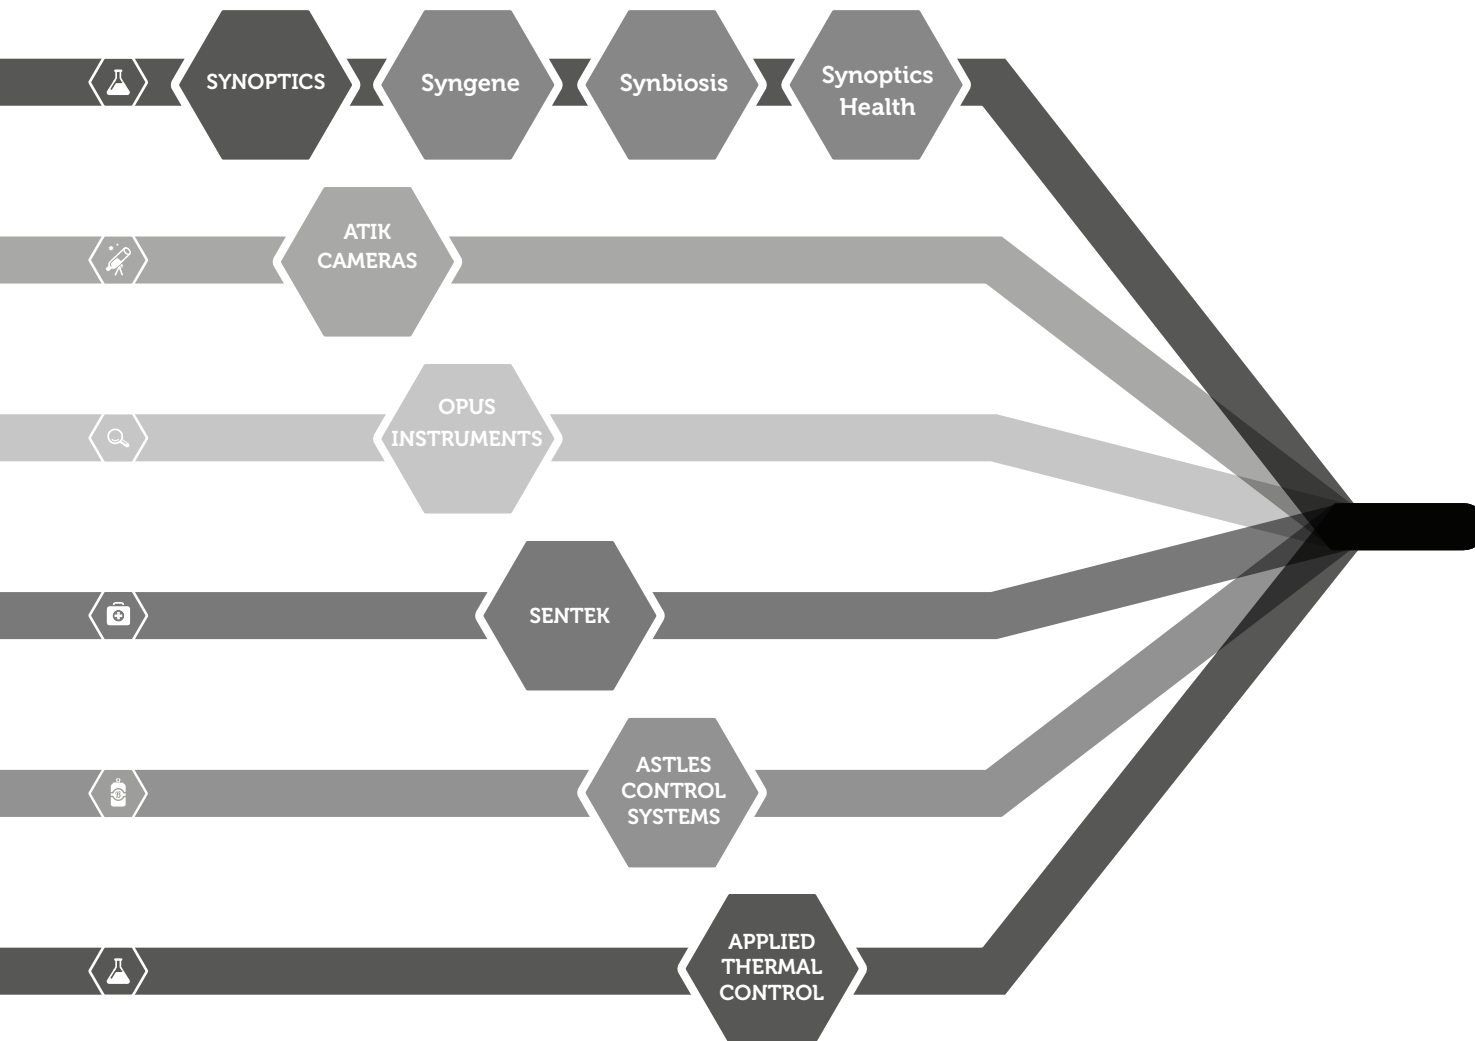 SYNOPTICS
Syngene
Synbiosis
Synoptics
Health
ATIK
CAMERAS
OPUS
INSTRUMENTS
SENTEK
ASTLES
CONTROL
SYSTEMS
APPLIED
THERMAL
CONTROL